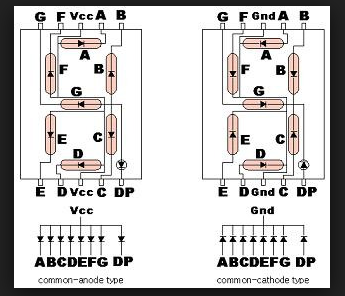 G F Vcc A B G F Gnd A B
A A
F B F B
G G
E C E C
D D
E D Vcc C DP E D Gnd C DP
Vcc Gnd
ABCDEFG DP ABCDEFG DP
common-anode type common-cathode type